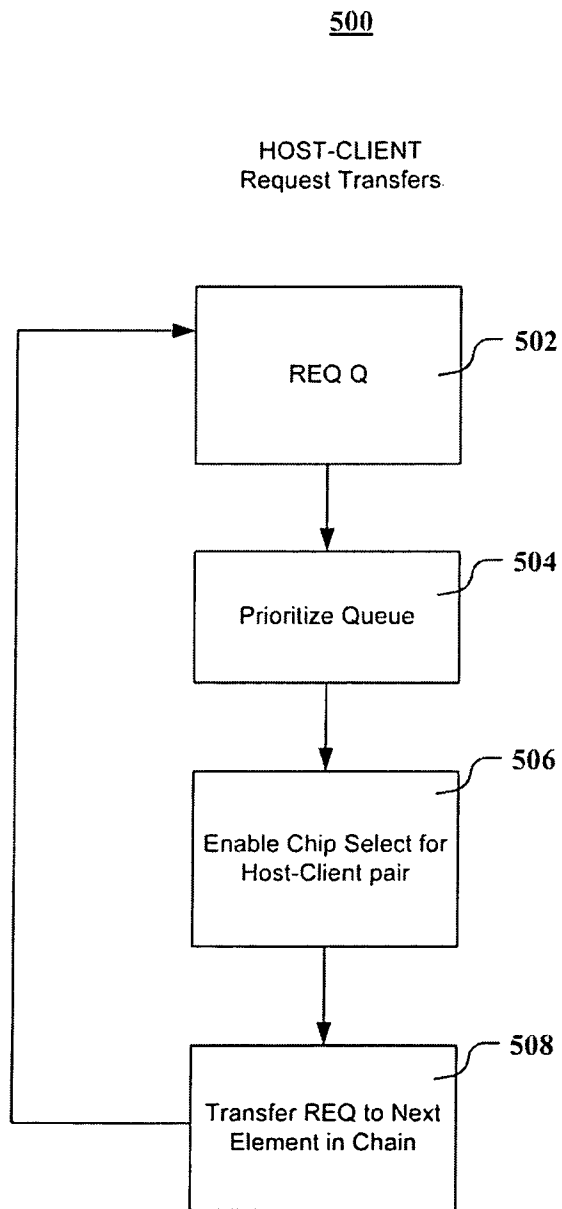 500
HOST-CLIENT
Request Transfers
REQ Q
502
Prioritize Queue
504
Enable Chip Select for
Host-Client pair
506
Transfer REQ to Next
Element in Chain
508